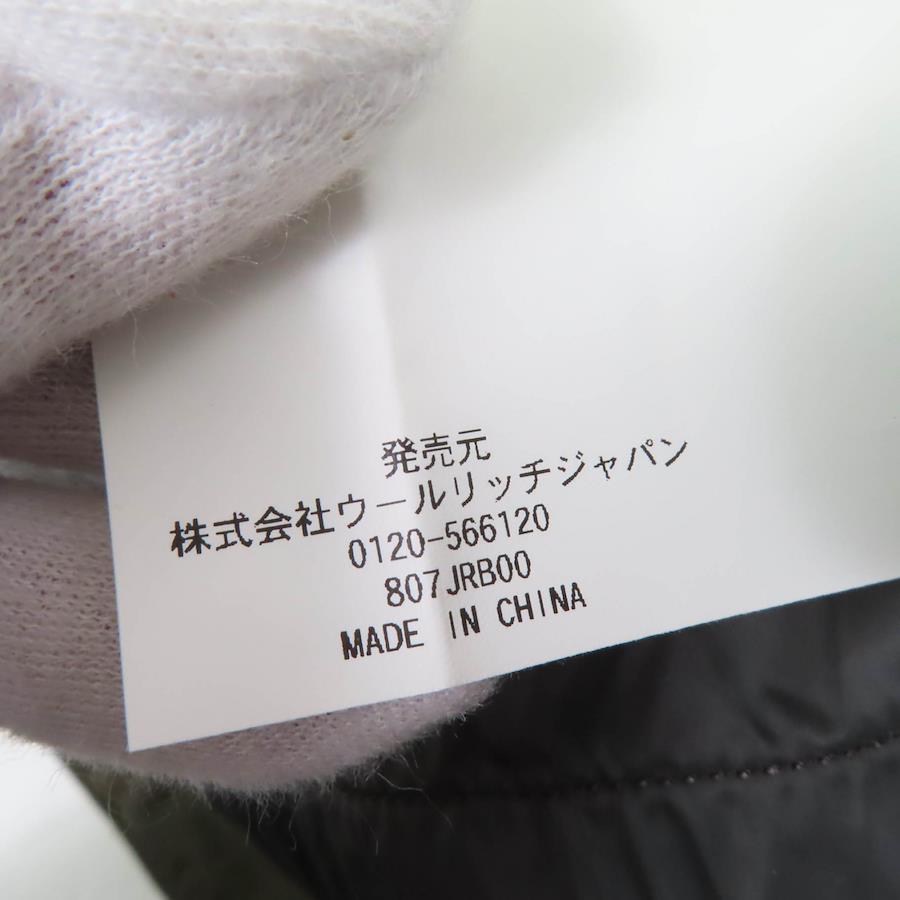 発売元
株式会社ウールリッチジャパン
0120-566120
807JRB00
MADE IN CHINA